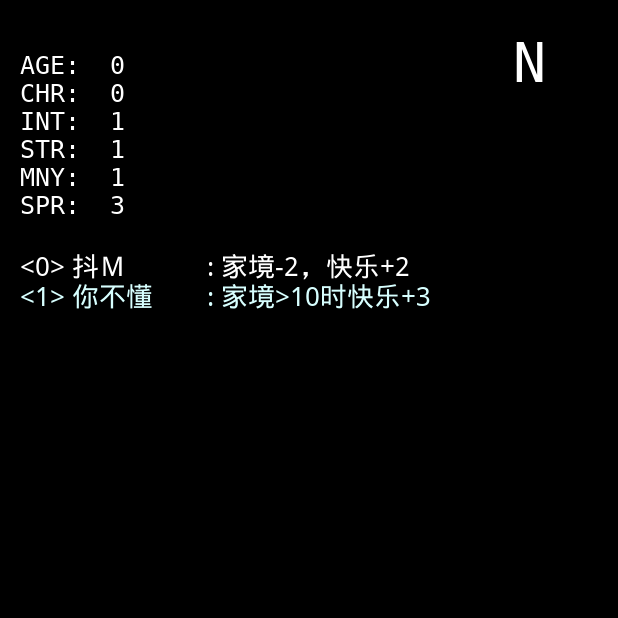 N
AGE: 0
CHR: 0
INT: 1
STR: 1
MNY: 1
SPR: 3
<0> 抖M : 家境-2，快乐+2
<1> 你不懂 : 家境>10时快乐+3